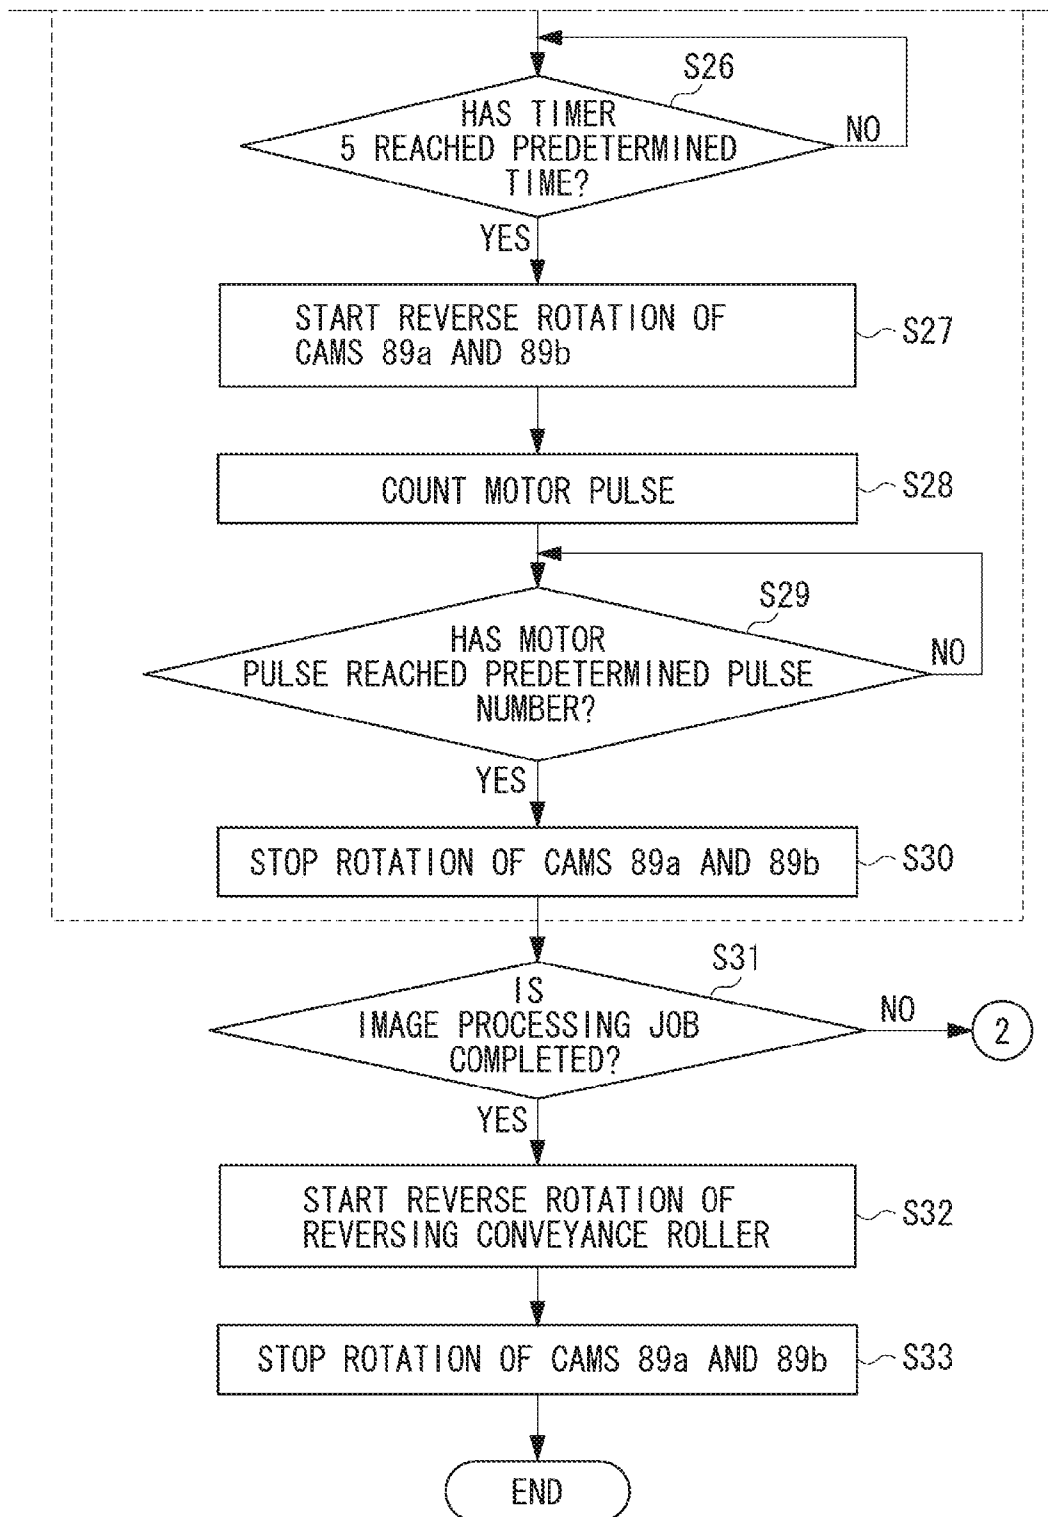 S26
HAS TIMER
5 REACHED PREDETERMINED
TIME?
NO
YES
START REVERSE ROTATION OF
CAMS 89a AND 89b
S27
COUNT MOTOR PULSE
S28
S29
HAS MOTOR
PULSE REACHED PREDETERMINED PULSE
NUMBER?
NO
YES
STOP ROTATION OF CAMS 89a AND 89b
S30
S31
IS
IMAGE PROCESSING JOB
COMPLETED?
NO
2
YES
START REVERSE ROTATION OF
REVERSING CONVEYANCE ROLLER
S32
STOP ROTATION OF CAMS 89a AND 89b
S33
END